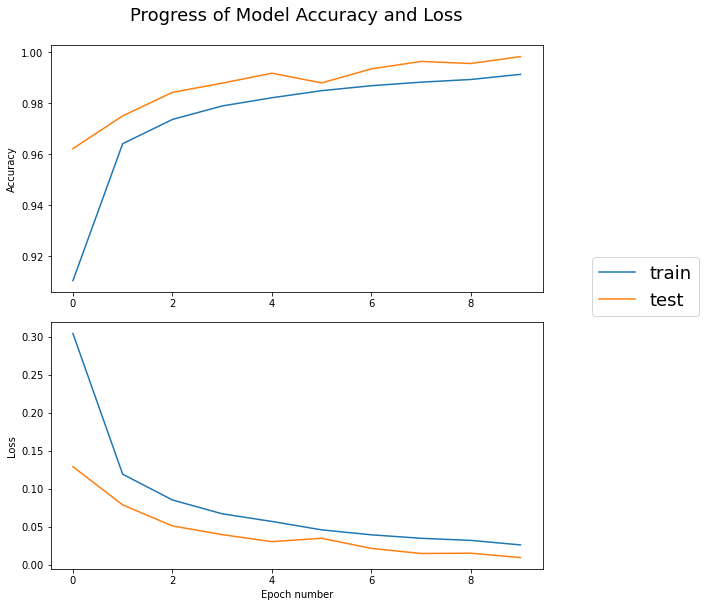 Progress of Model Accuracy and Loss
1.00
0.98
0.96
0.94
0.92
Accuracy
0 2 4 6 8
train
test
0.30
0.25
0.20
0.15
0.10
0.05
0.00
Loss
0 2 4 6 8
Epoch number